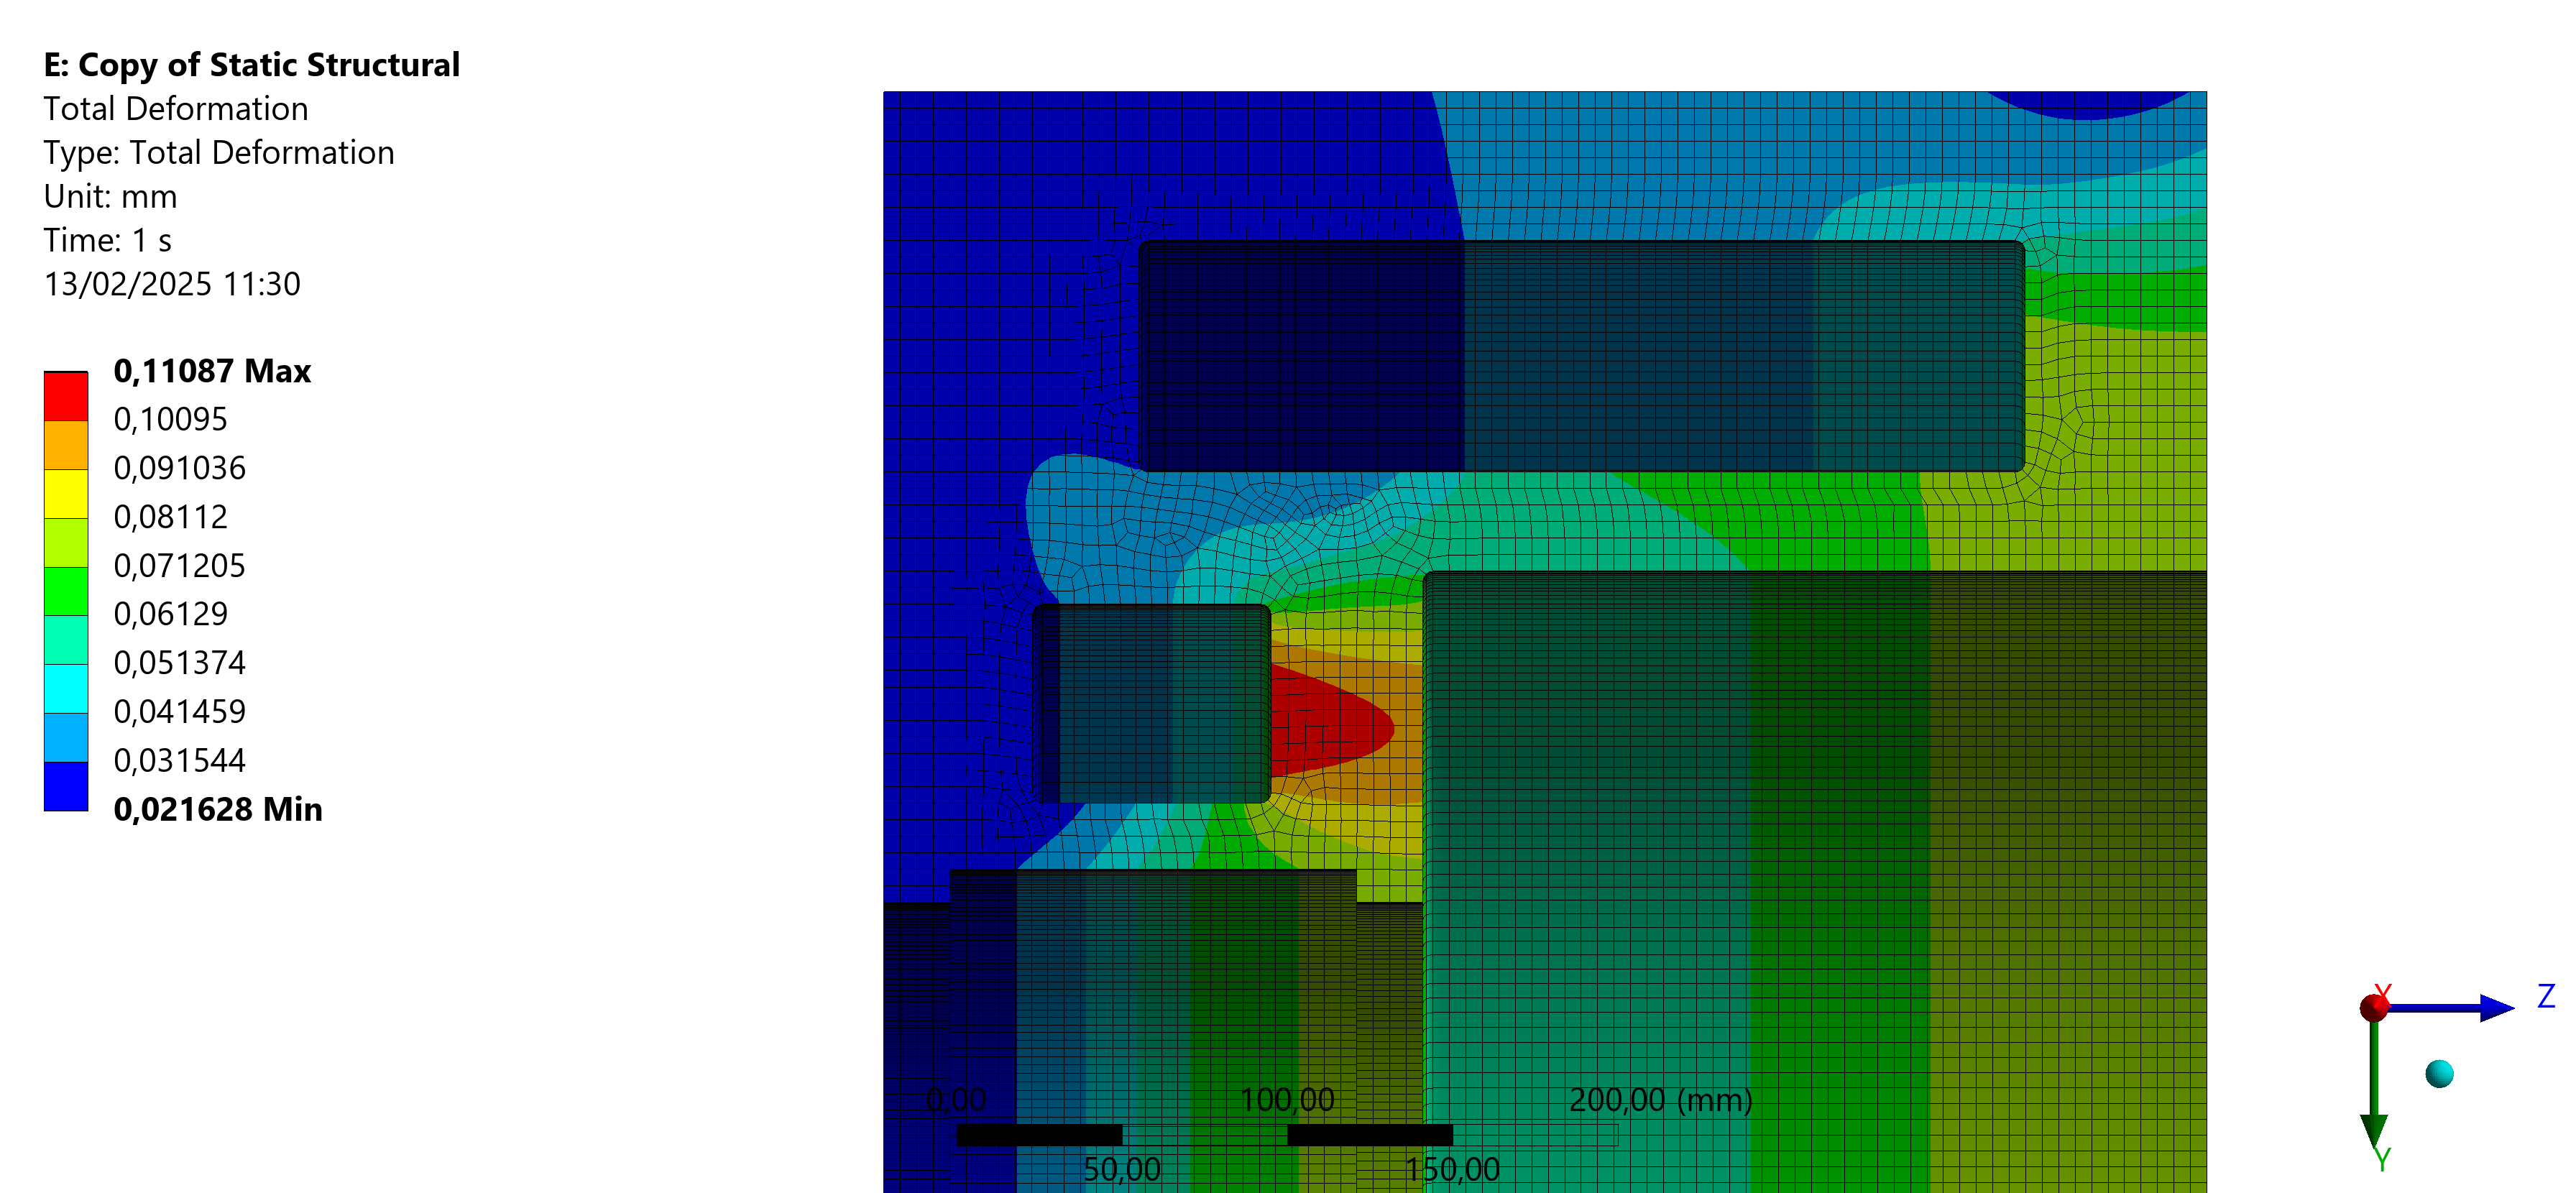 E: Copy of Static Structural
Total Deformation
Type: Total Deformation
Unit: mm
Time: 1 s
13/02/2025 11:30
0,11087 Max
0,10095
0,091036
0,08112
0,071205
0,06129
0,051374
0,041459
0,031544
0,021628 Min
0,00
100,00
200,00 (mm)
50,00
150,00
X
Z
Y